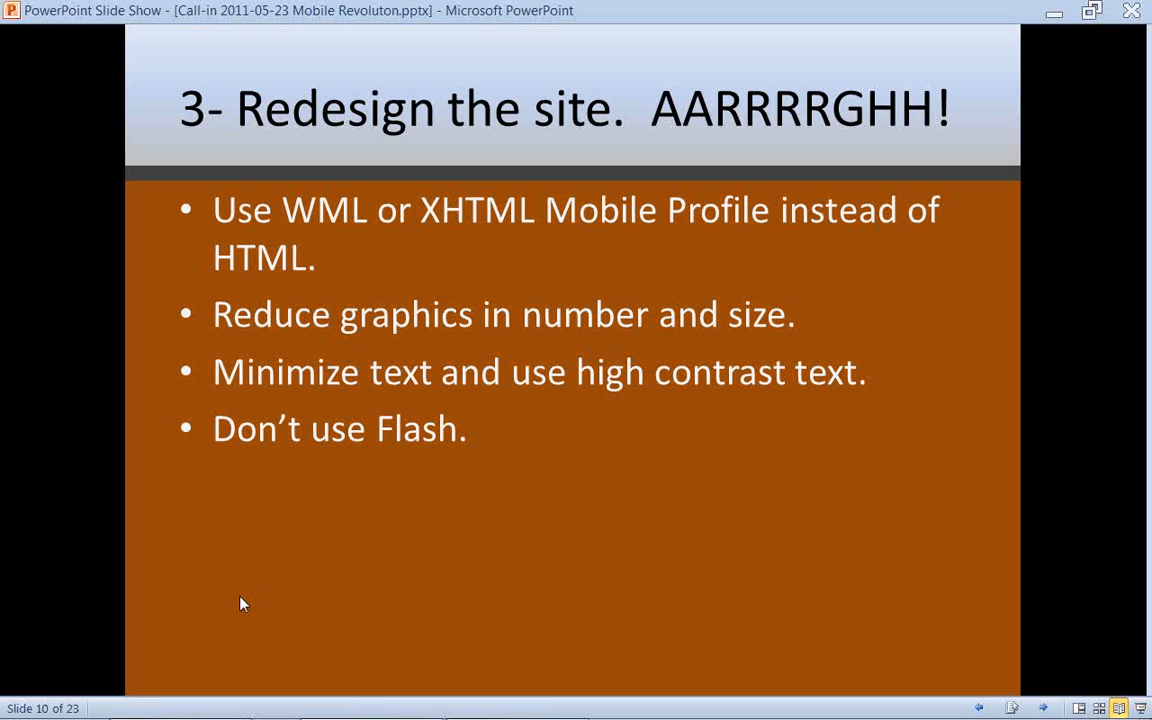 PowerPoint Slide Show - [Call-in 2011-05-23 Mobile Revoluton.pptx] - Microsoft PowerPoint
3- Redesign the site.  AARRRRGHH!
• Use WML or XHTML Mobile Profile instead of
HTML.
• Reduce graphics in number and size.
• Minimize text and use high contrast text.
• Don’t use Flash.
Slide 10 of 23